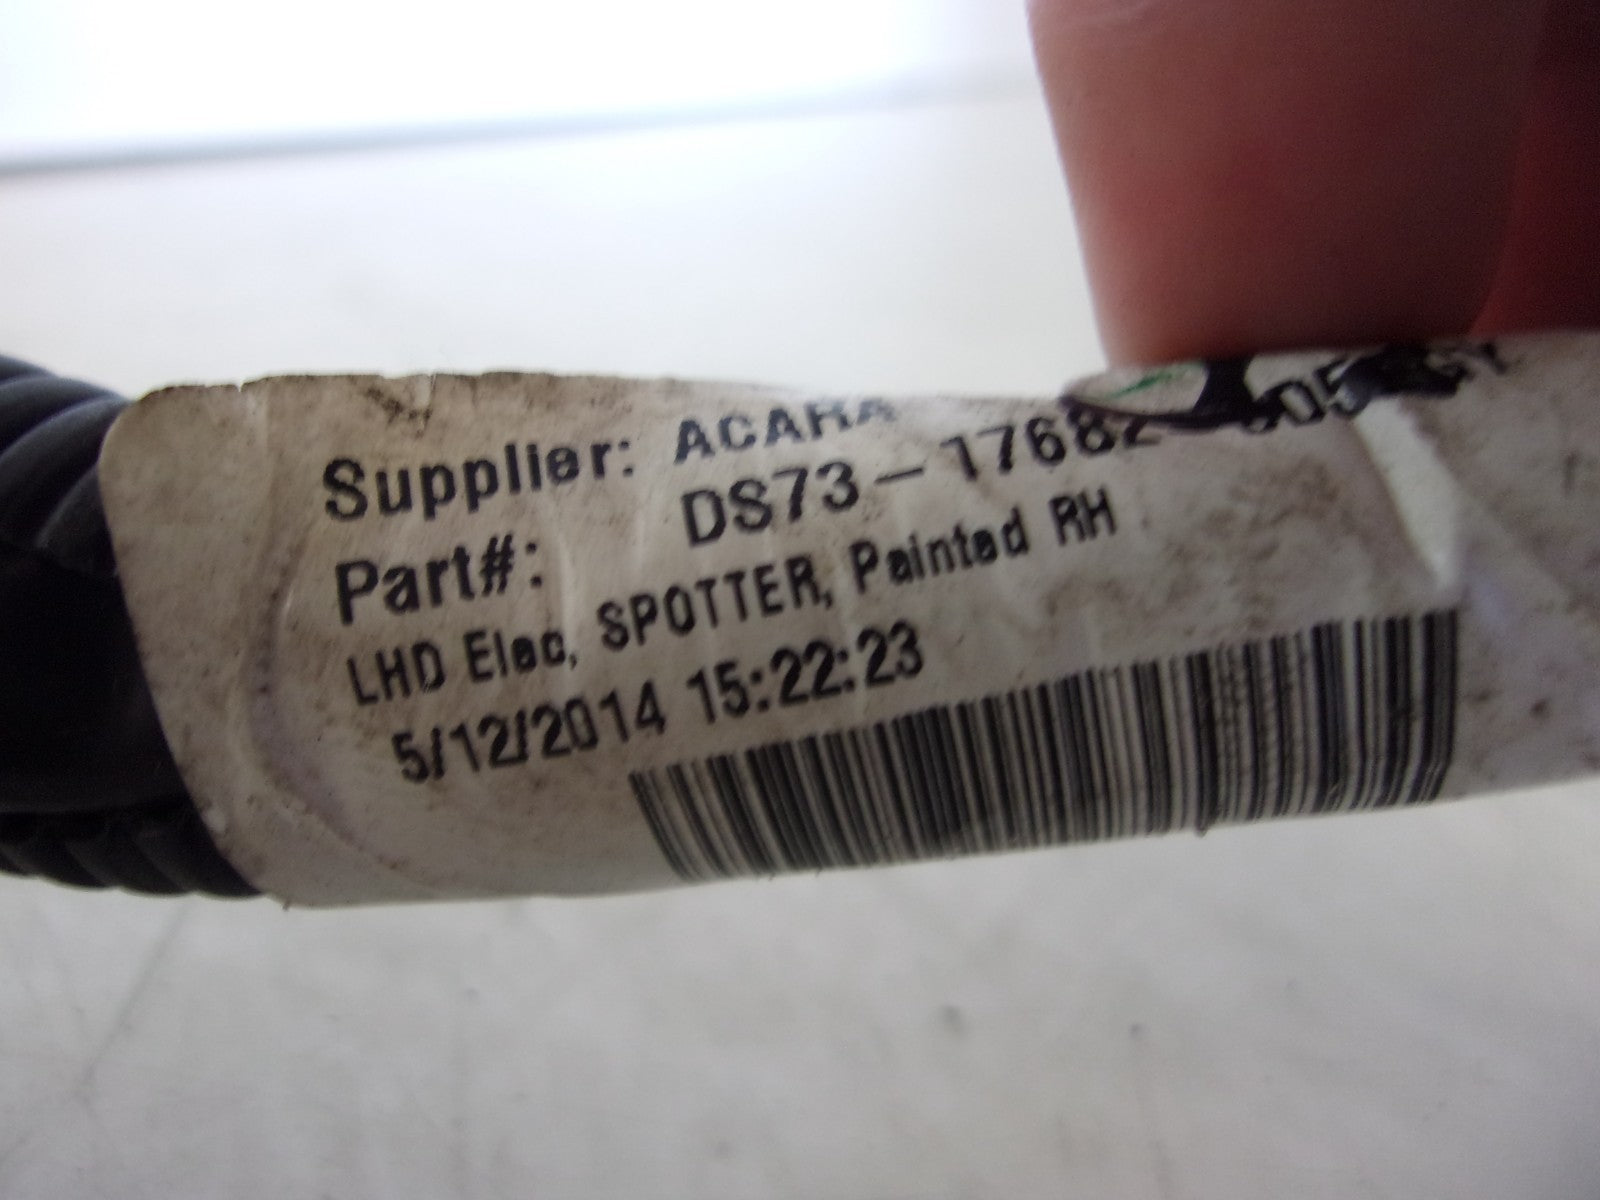 Supplier: ACARA
Part#: DS73-17682
LHD Elec, SPOTTER, Painted RH
5/12/2014 15:22:23